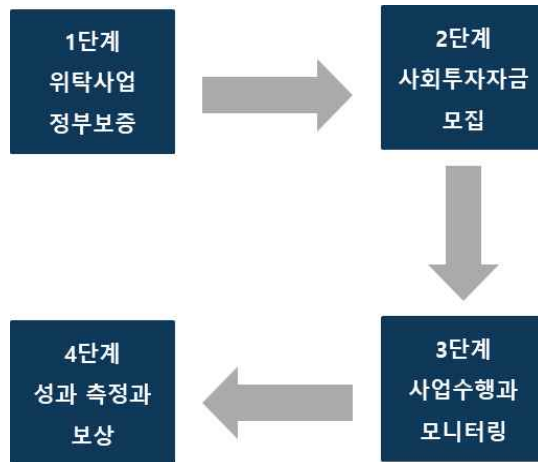 1단계
위탁사업
정부보증
2단계
사회투자자금
모집
3단계
사업수행과
모니터링
4단계
성과 측정과
보상